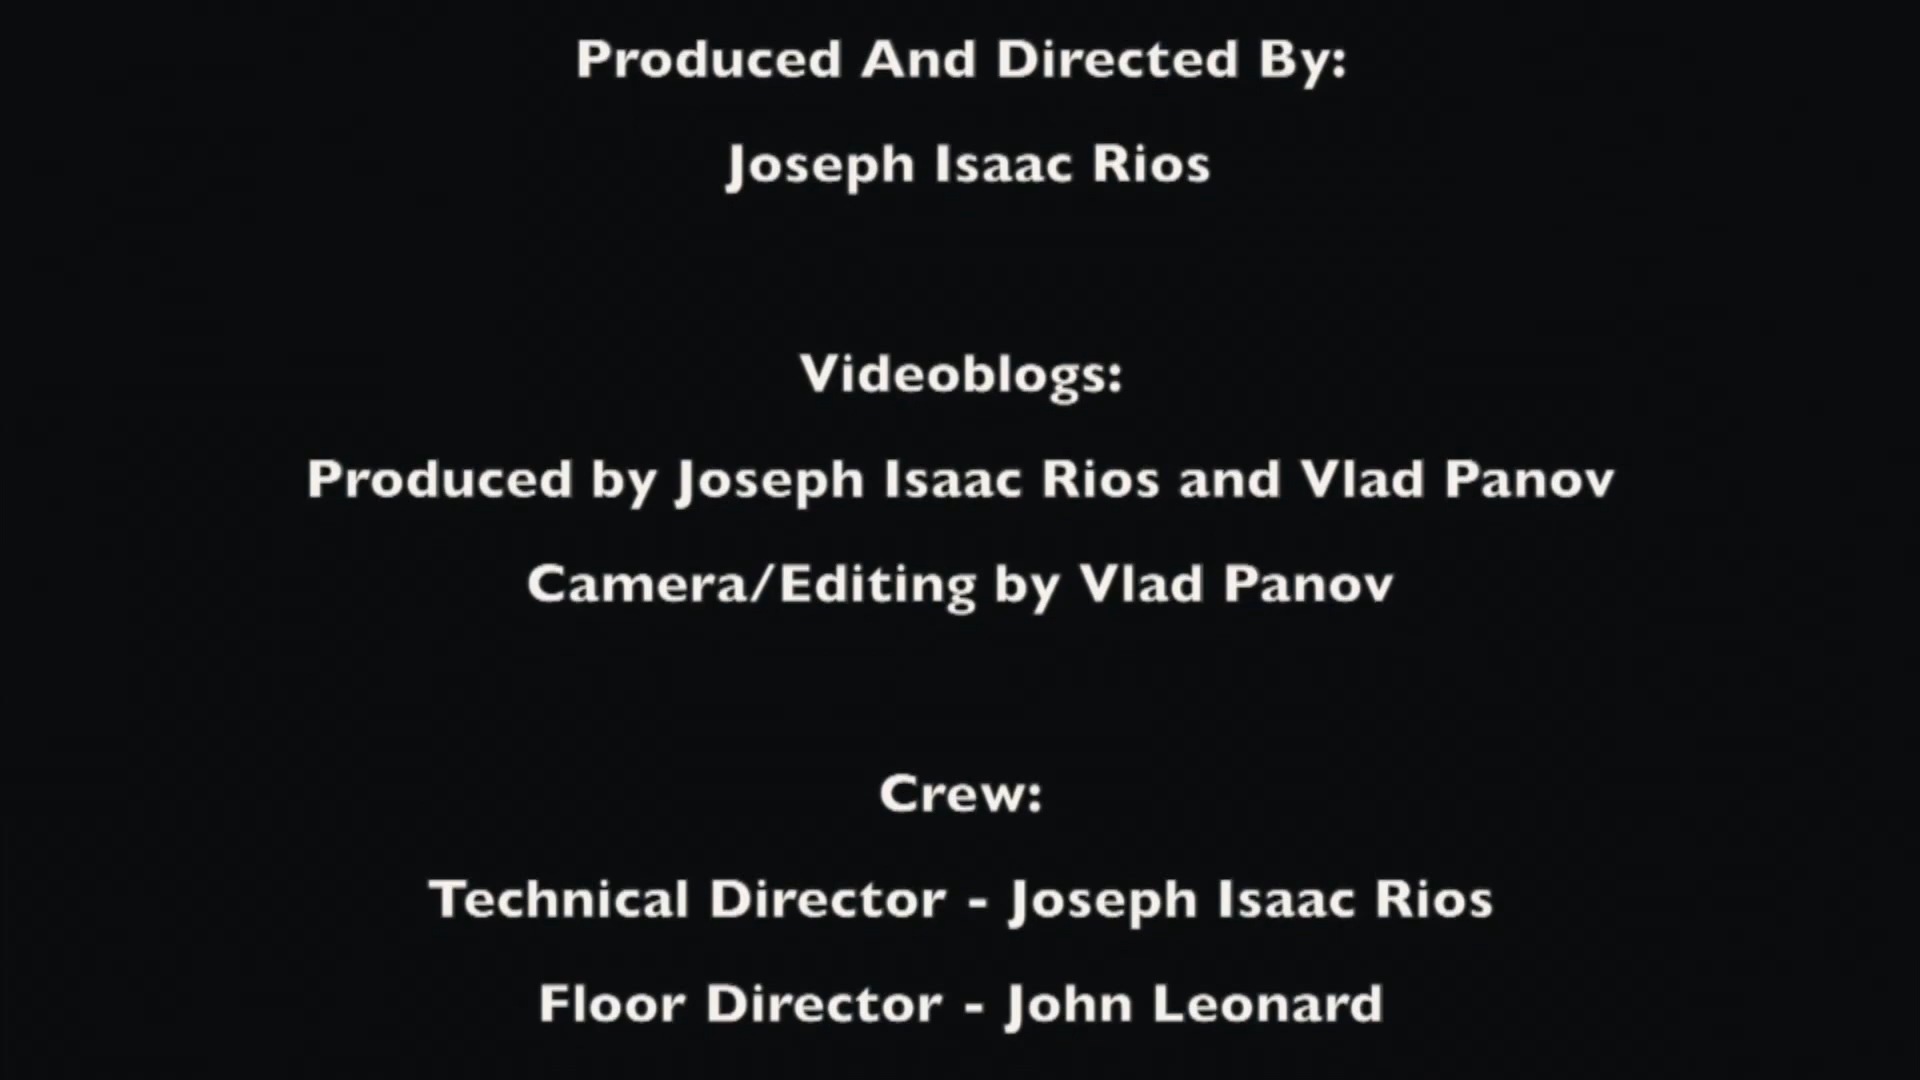 Produced And Directed By:
Joseph Isaac Rios
Videoblogs:
Produced by Joseph Isaac Rios and Vlad Panov
Camera/Editing by Vlad Panov
Crew:
Technical Director - Joseph Isaac Rios
Floor Director - John Leonard